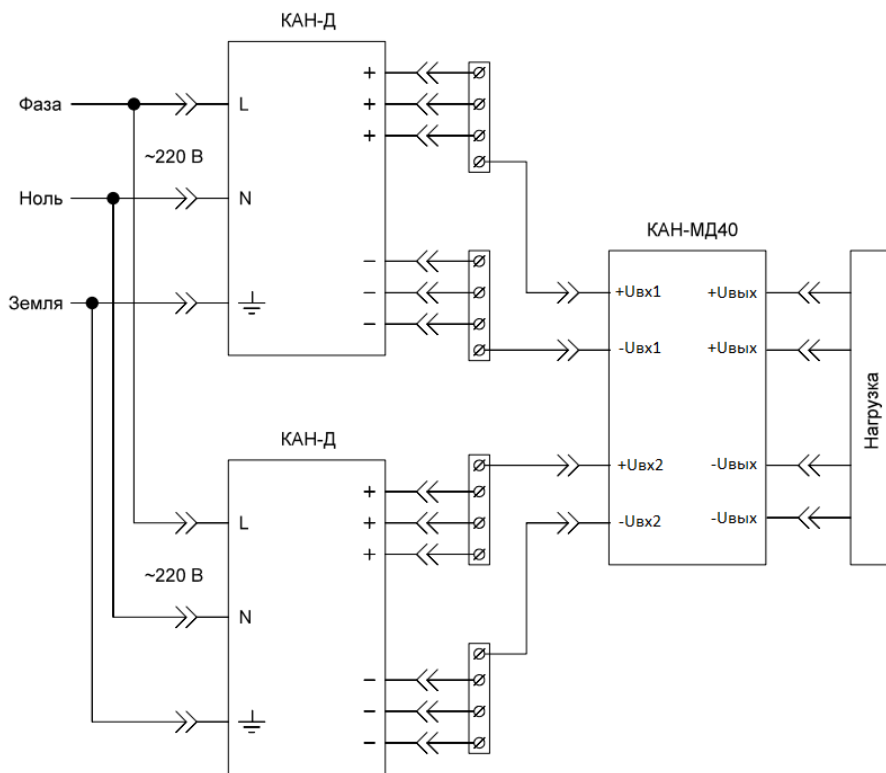 КАН-Д
Фаза
L
+
+
+
~220 В
Ноль
N
Земля
−
−
−
КАН-МД40
+Uвх1
+Uвых
-Uвх1
+Uвых
+Uвх2
-Uвых
-Uвх2
-Uвых
Нагрузка
КАН-Д
L
+
+
+
~220 В
N
−
−
−